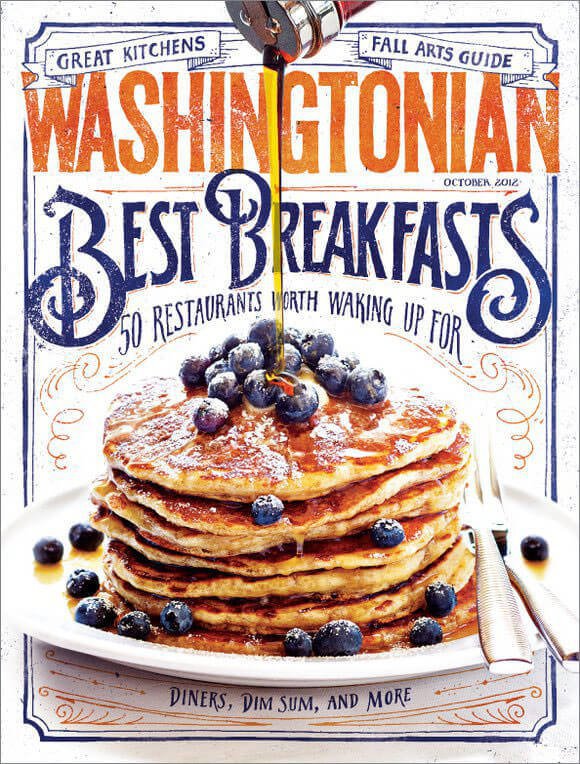 GREAT KITCHENS
FALL ARTS GUIDE
WASHINGTONIAN
OCTOBER 2012
BEST BREAKFASTS
50 RESTAURANTS WORTH WAKING UP FOR
DINERS, DIM SUM, AND MORE